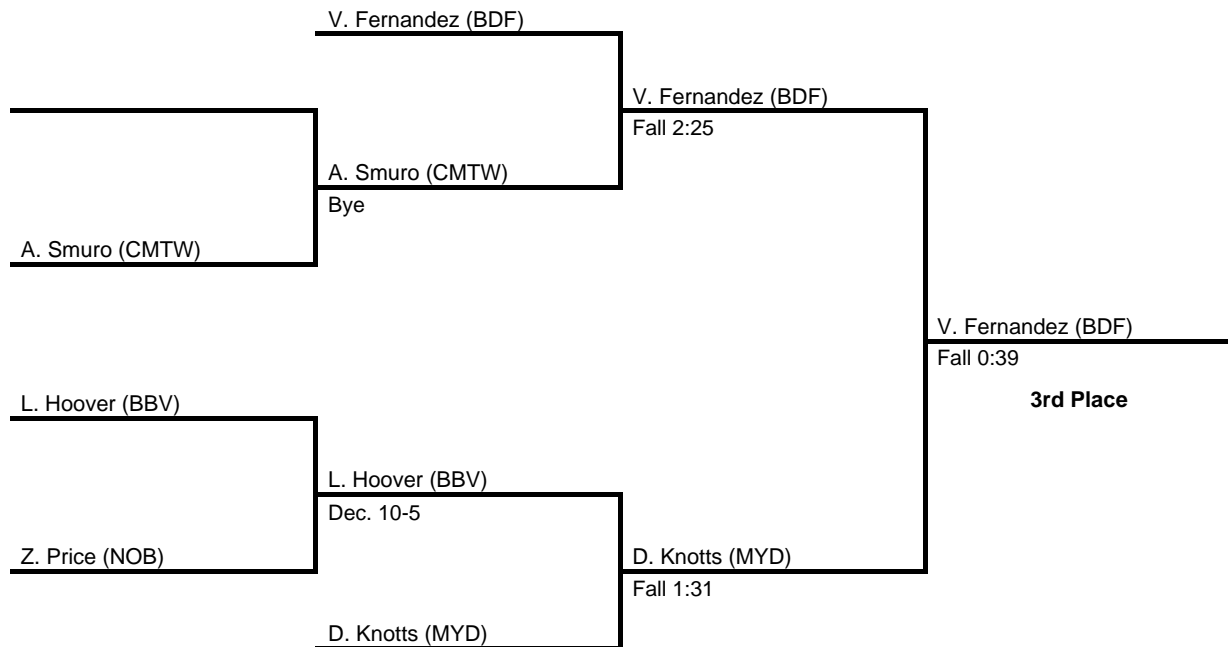 V. Fernandez (BDF)
V. Fernandez (BDF)
Fall 2:25
A. Smuro (CMTW)
Bye
A. Smuro (CMTW)
V. Fernandez (BDF)
Fall 0:39
3rd Place
L. Hoover (BBV)
L. Hoover (BBV)
Dec. 10-5
Z. Price (NOB)
D. Knotts (MYD)
Fall 1:31
D. Knotts (MYD)